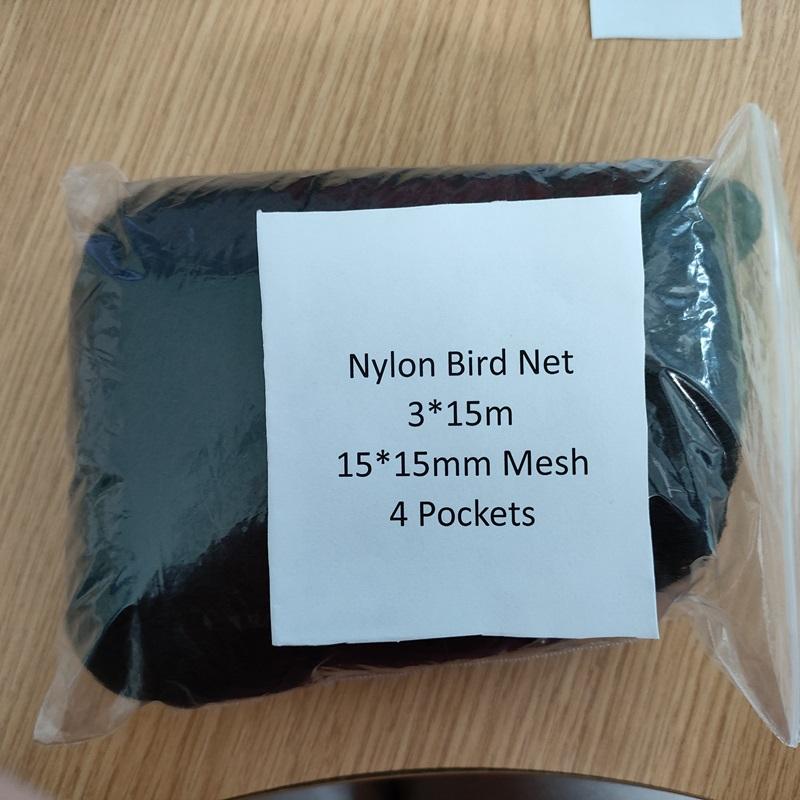 Nylon Bird Net
3*15m
15*15mm Mesh
4 Pockets